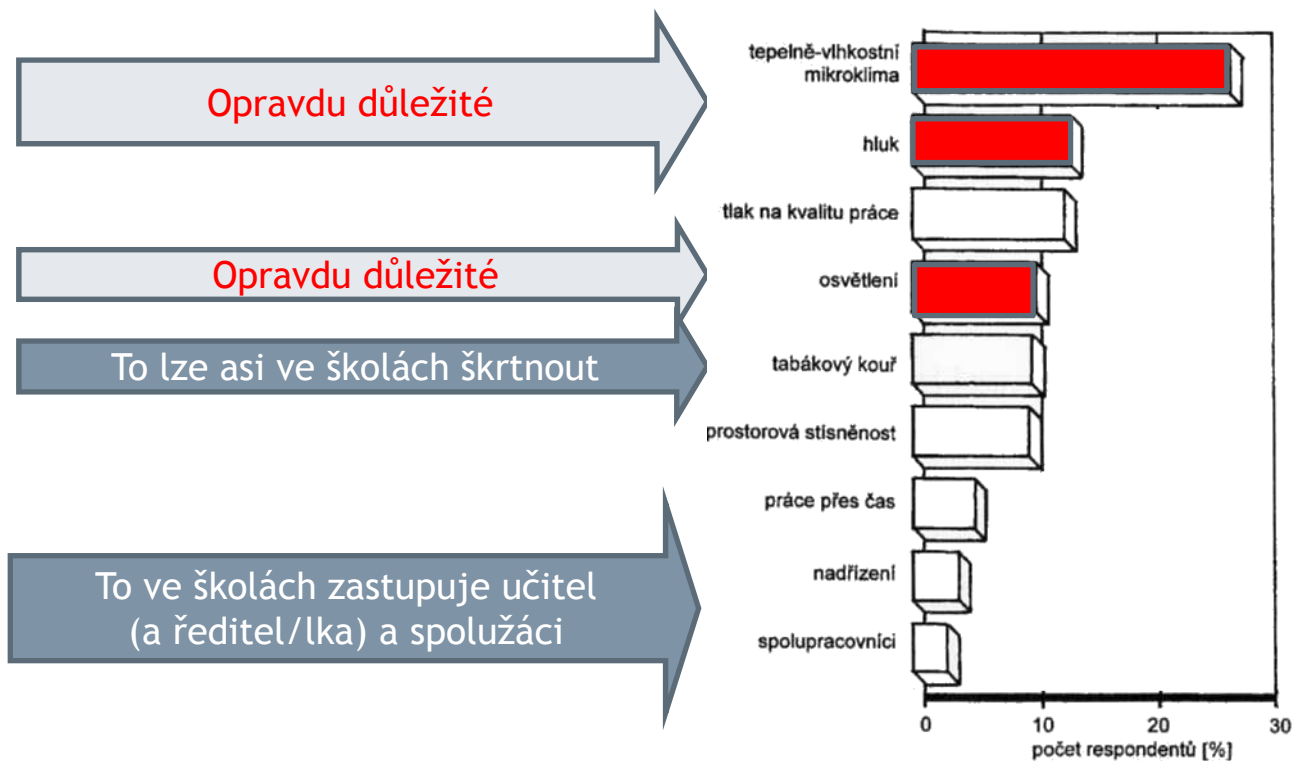 Opravdu důležité
Opravdu důležité
To lze asi ve školách škrtnout
To ve školách zastupuje učitel
(a ředitel/lka) a spolužáci
tepelně-vlhkostní
mikroklima
hluk
tlak na kvalitu práce
osvětlení
tabákový kouř
prostorová stisněnost
práce přes čas
nadřízení
spolupracovníci
0 10 20 30
počet respondentů [%]